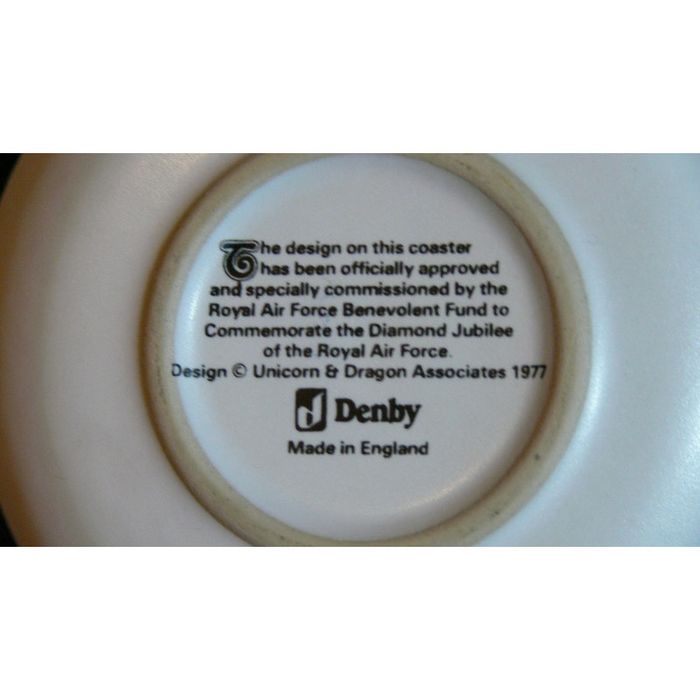 The design on this coaster
has been officially approved
and specially commissioned by the
Royal Air Force Benevolent Fund to
Commemorate the Diamond Jubilee
of the Royal Air Force.
Design © Unicorn & Dragon Associates 1977
d Denby
Made in England